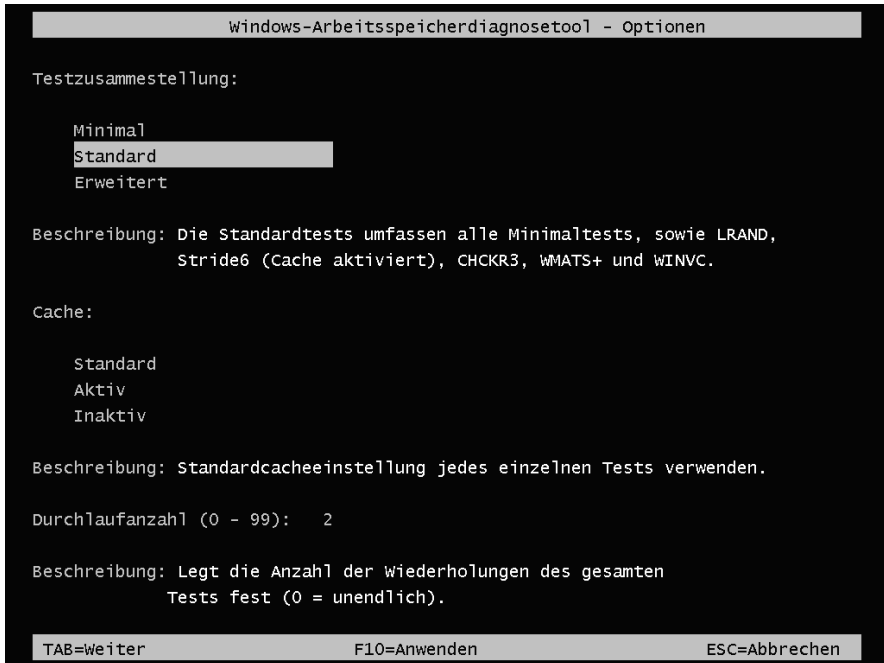 Windows-Arbeitsspeicherdiagnosetool - Optionen
Testzusammestellung:
Minimal
Standard
Erweitert
Beschreibung: Die Standardtests umfassen alle Minimaltests, sowie LRAND,
Stride6 (Cache aktiviert), CHCKR3, WMATS+ und WINVC.
Cache:
Standard
Aktiv
Inaktiv
Beschreibung: Standardcacheeinstellung jedes einzelnen Tests verwenden.
Durchlaufanzahl (0 - 99): 2
Beschreibung: Legt die Anzahl der Wiederholungen des gesamten
Tests fest (0 = unendlich).
TAB=Weiter F10=Anwenden ESC=Abbrechen